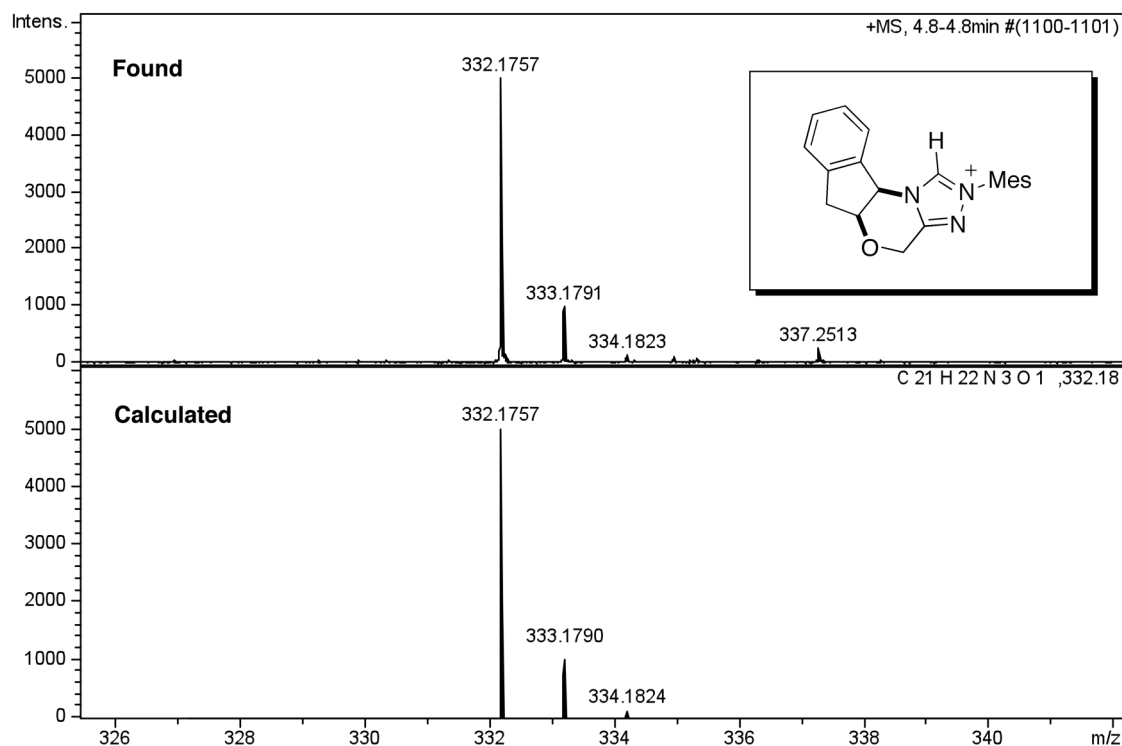 Intens.
+MS, 4.8-4.8min #(1100-1101)
Found
332.1757
5000
4000
3000
2000
1000
0
333.1791
334.1823
337.2513
H
N
+
N
Mes
N
O
C 21 H 22 N 3 O 1 ,332.18
Calculated
332.1757
5000
4000
3000
2000
1000
0
333.1790
334.1824
326 328 330 332 334 336 338 340 m/z